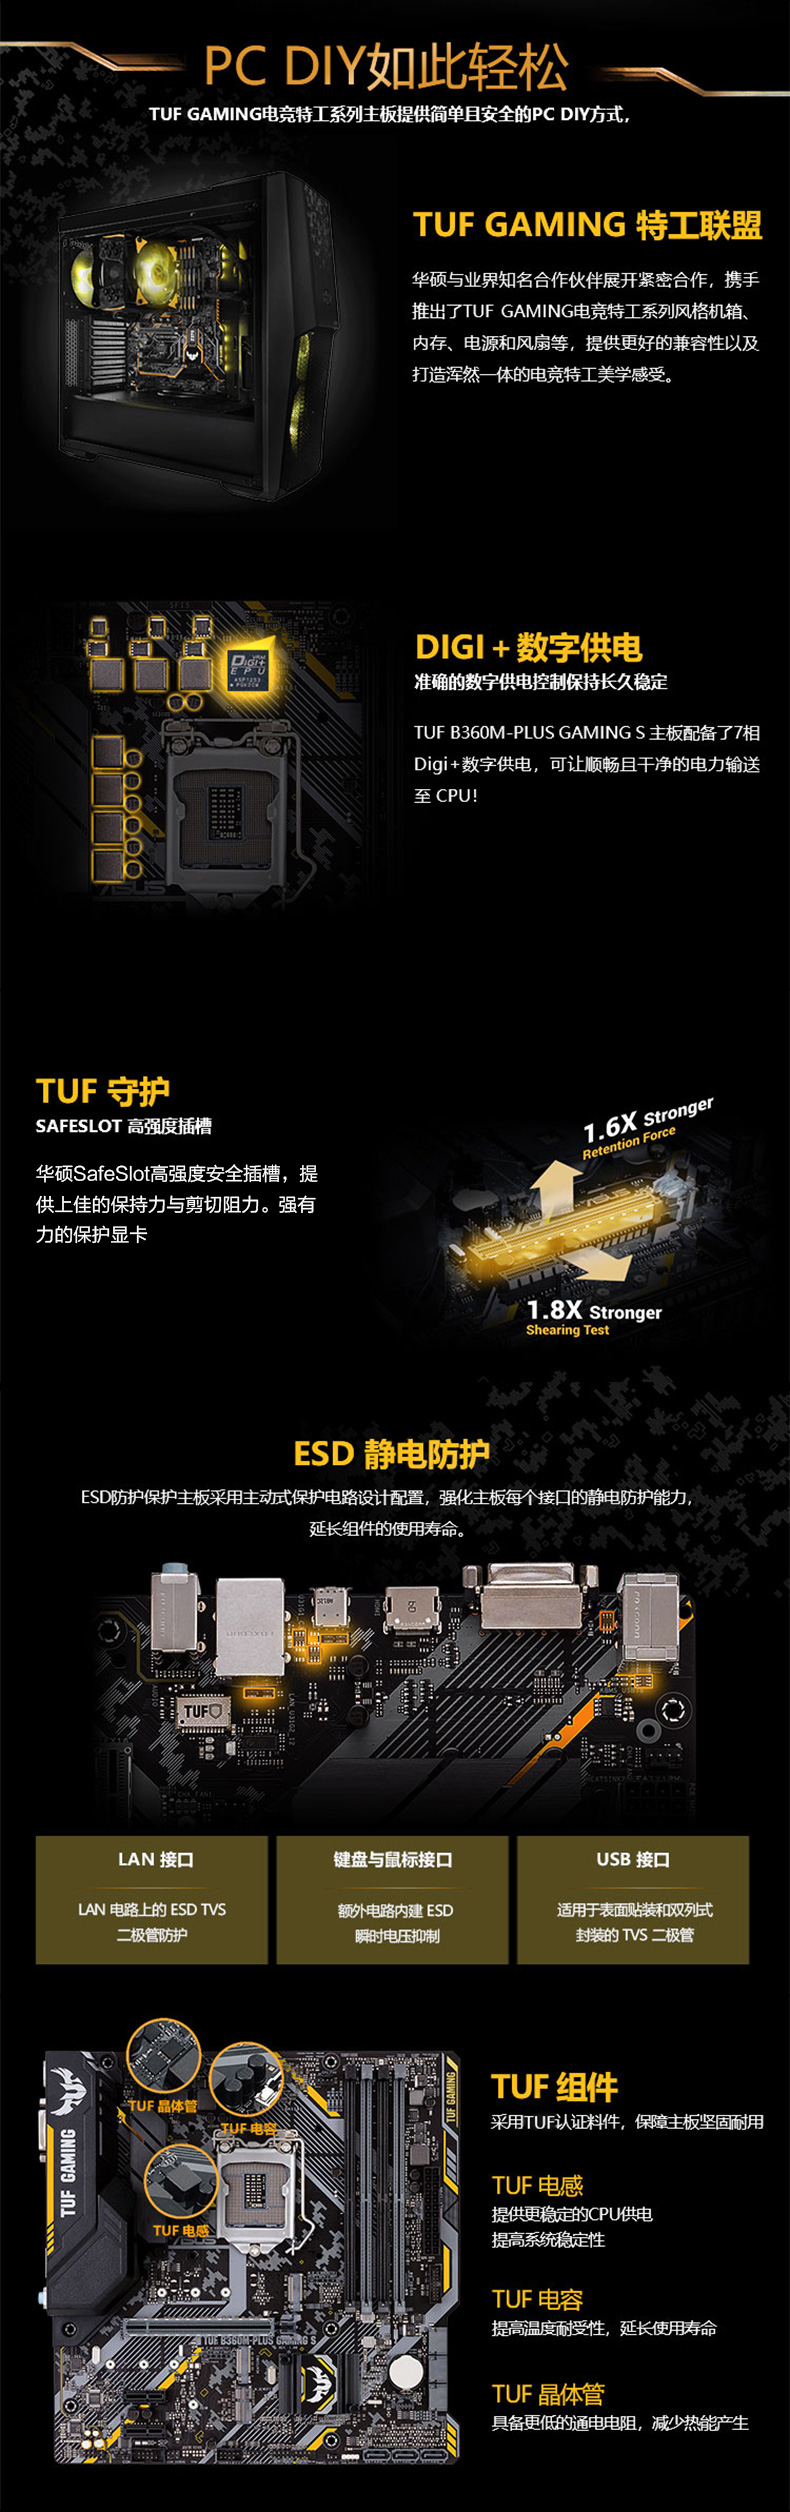 PC DIY如此轻松
TUF GAMING电竞特工系列主板提供简单且安全的PC DIY方式，
TUF GAMING 特工联盟
华硕与业界知名合作伙伴展开紧密合作，携手
推出了TUF GAMING电竞特工系列风格机箱、
内存、电源和风扇等，提供更好的兼容性以及
打造浑然一体的电竞特工美学感受。
DIGI+
VRM
EPU
ASP1253
DIGI + 数字供电
准确的数字供电控制保持长久稳定
TUF B360M-PLUS GAMING S 主板配备了7相
Digi+数字供电，可让顺畅且干净的电力输送
至 CPU！
ASUS
TUF 守护
SAFESLOT 高强度插槽
华硕SafeSlot高强度安全插槽，提
供上佳的保持力与剪切阻力。强有
力的保护显卡
1.6X Stronger
Retention Force
1.8X Stronger
Shearing Test
ESD 静电防护
ESD防护保护主板采用主动式保护电路设计配置，强化主板每个接口的静电防护能力，
延长组件的使用寿命。
FOXCONN
HDMI
FOXCONN
AUDIO
TUF
CHA_FAN1
LAN 接口
LAN 电路上的 ESD TVS
二极管防护
键盘与鼠标接口
额外电路内建 ESD
瞬时电压抑制
USB 接口
适用于表面贴装和双列式
封装的 TVS 二极管
TUF 晶体管
TUF 电容
TUF 电感
TUF GAMING
TUF GAMING
ASUS
TUF B360M-PLUS GAMING S
TUF 组件
采用TUF认证料件，保障主板坚固耐用
TUF 电感
提供更稳定的CPU供电
提高系统稳定性
TUF 电容
提高温度耐受性，延长使用寿命
TUF 晶体管
具备更低的通电电阻，减少热能产生